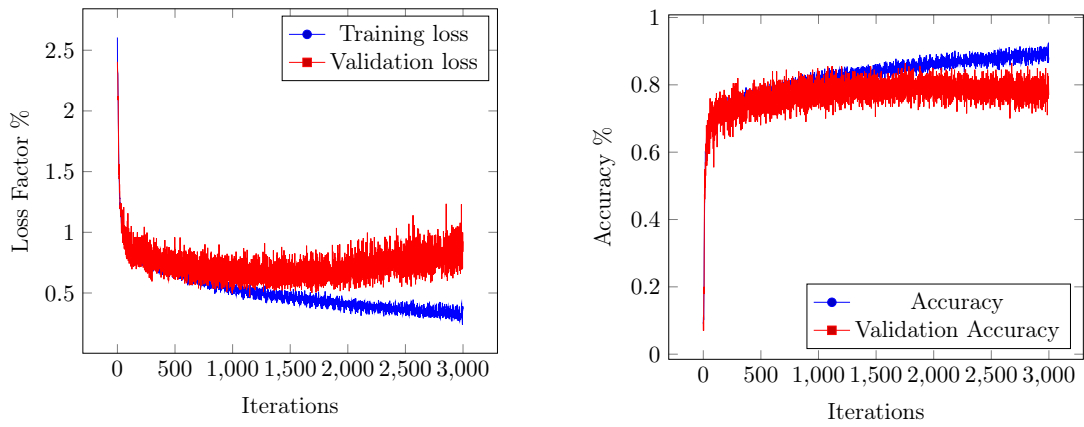 Loss Factor %
2.5
2
1.5
1
0.5
Training loss
Validation loss
0 500 1,000 1,500 2,000 2,500 3,000
Iterations
Accuracy %
1
0.8
0.6
0.4
0.2
0
Accuracy
Validation Accuracy
0 500 1,000 1,500 2,000 2,500 3,000
Iterations